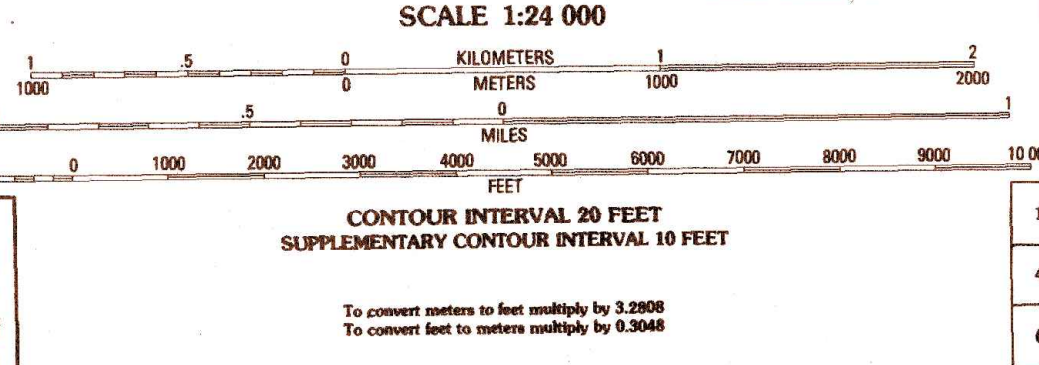 SCALE 1:24 000
1 .5 0 KILOMETERS 1 2
1000 0 METERS 1000 2000
.5 0 1
MILES
0 1000 2000 3000 4000 5000 6000 7000 8000 9000
FEET
CONTOUR INTERVAL 20 FEET
SUPPLEMENTARY CONTOUR INTERVAL 10 FEET
To convert meters to feet multiply by 3.2808
To convert feet to meters multiply by 0.3048